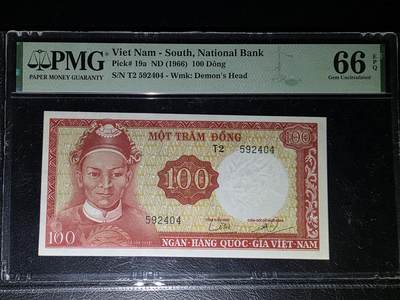 PMG
PAPER MONEY GUARANTY
Viet Nam - South, National Bank
Pick# 19a ND (1966) 100 Dông
S/N T2 592404 - Wmk: Demon's Head
66 EPQ
Gem Uncirculated
MỘT TRĂM ĐỒNG
T2 592404
100
100
592404
100
NGÂN-HÀNG QUỐC-GIA VIỆT-NAM